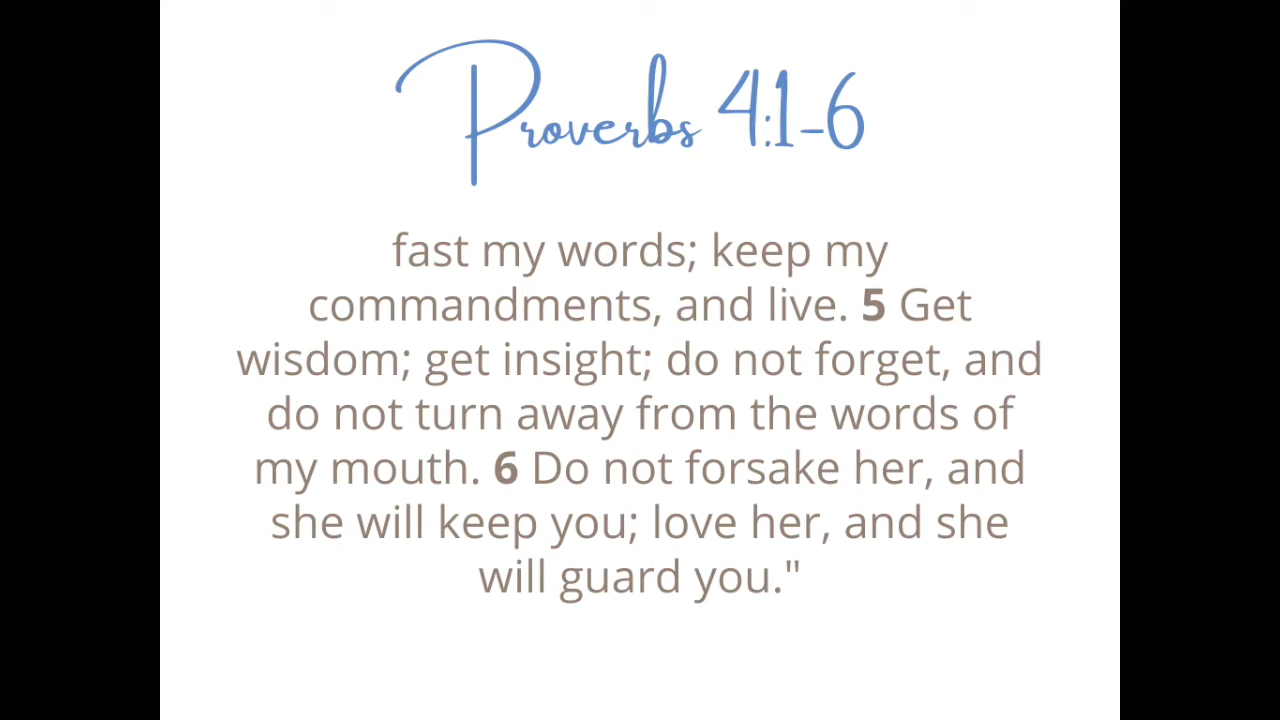 Proverbs 4:1-6
fast my words; keep my
commandments, and live. 5 Get
wisdom; get insight; do not forget, and
do not turn away from the words of
my mouth. 6 Do not forsake her, and
she will keep you; love her, and she
will guard you."